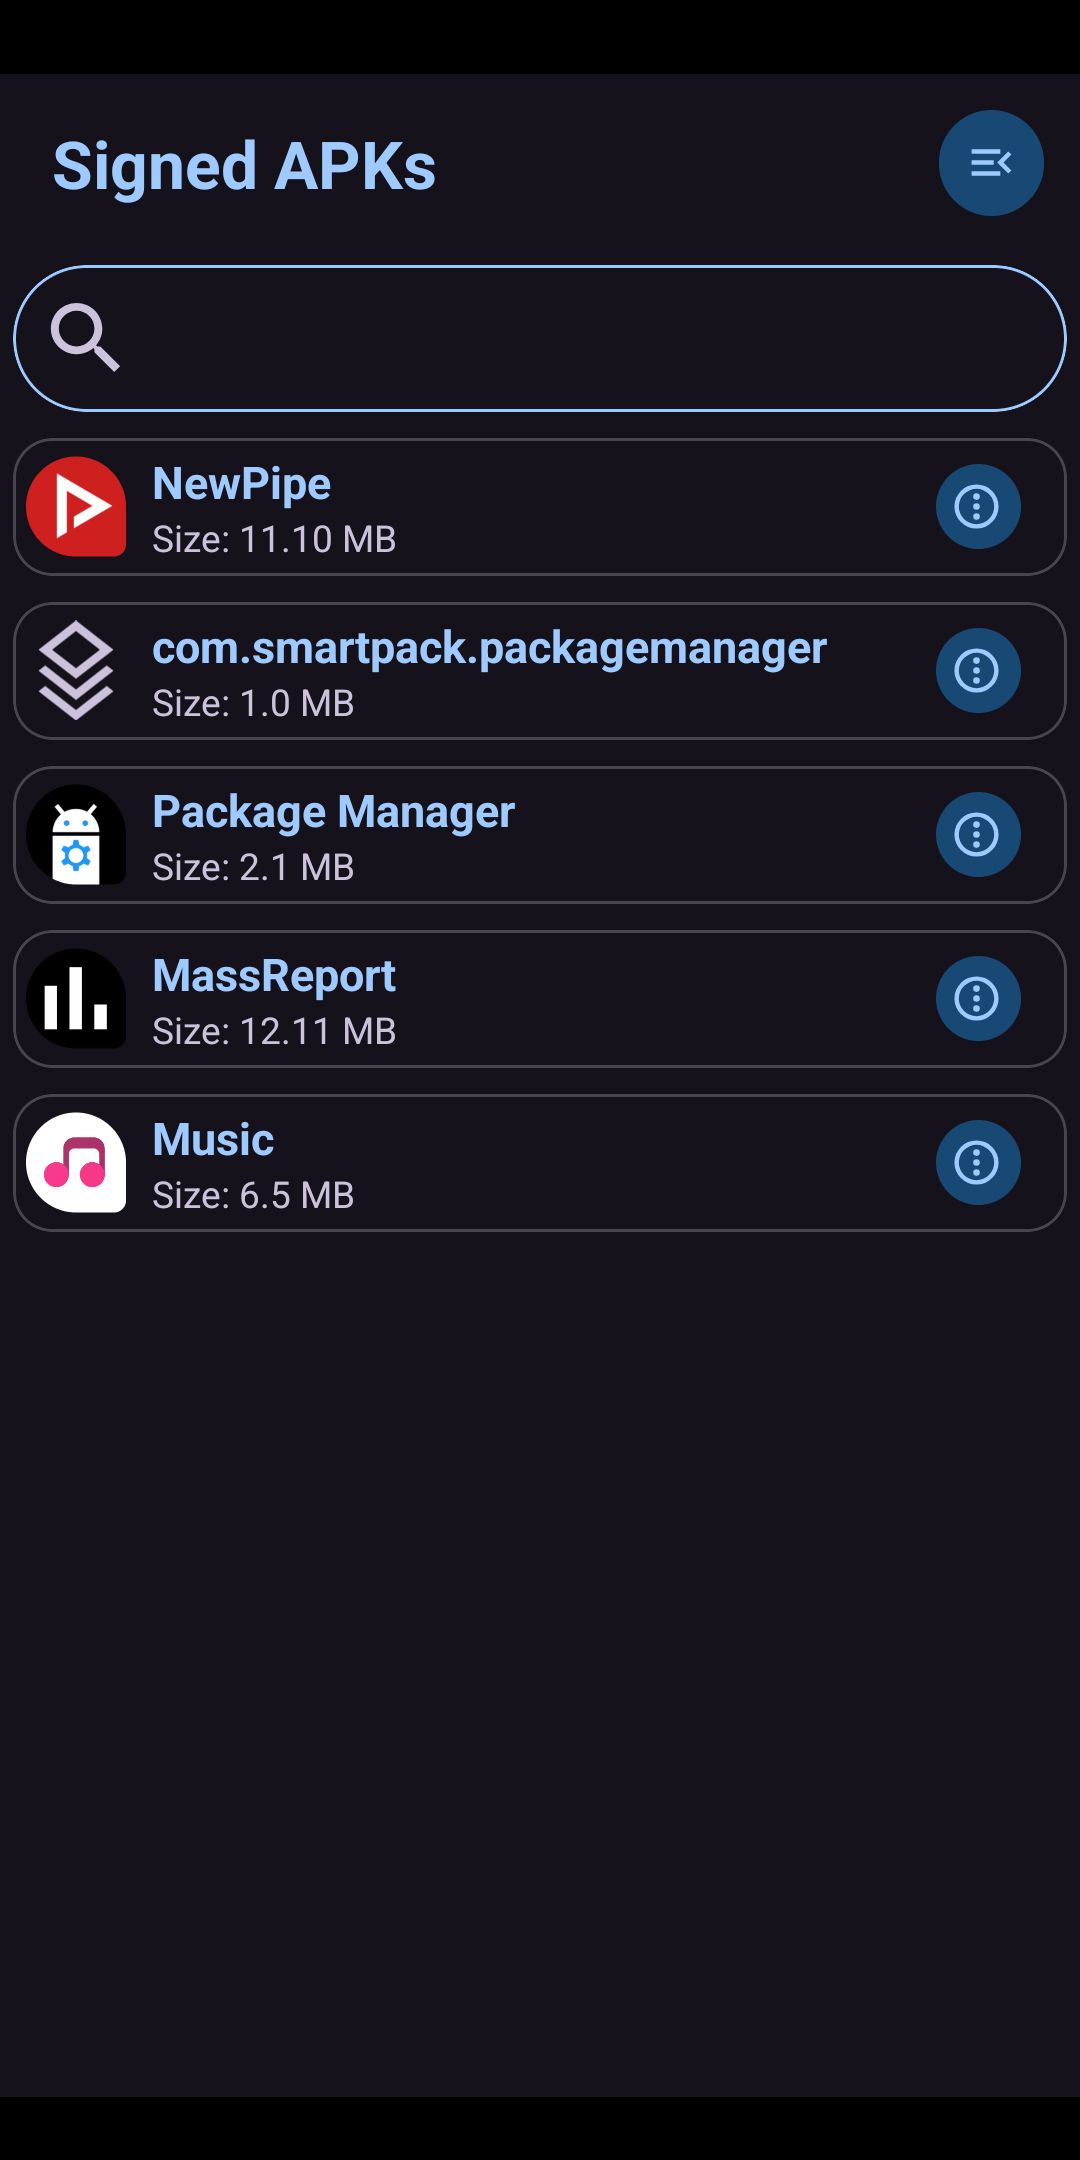 Signed APKs
NewPipe
Size: 11.10 MB
com.smartpack.packagemanager
Size: 1.0 MB
Package Manager
Size: 2.1 MB
MassReport
Size: 12.11 MB
Music
Size: 6.5 MB